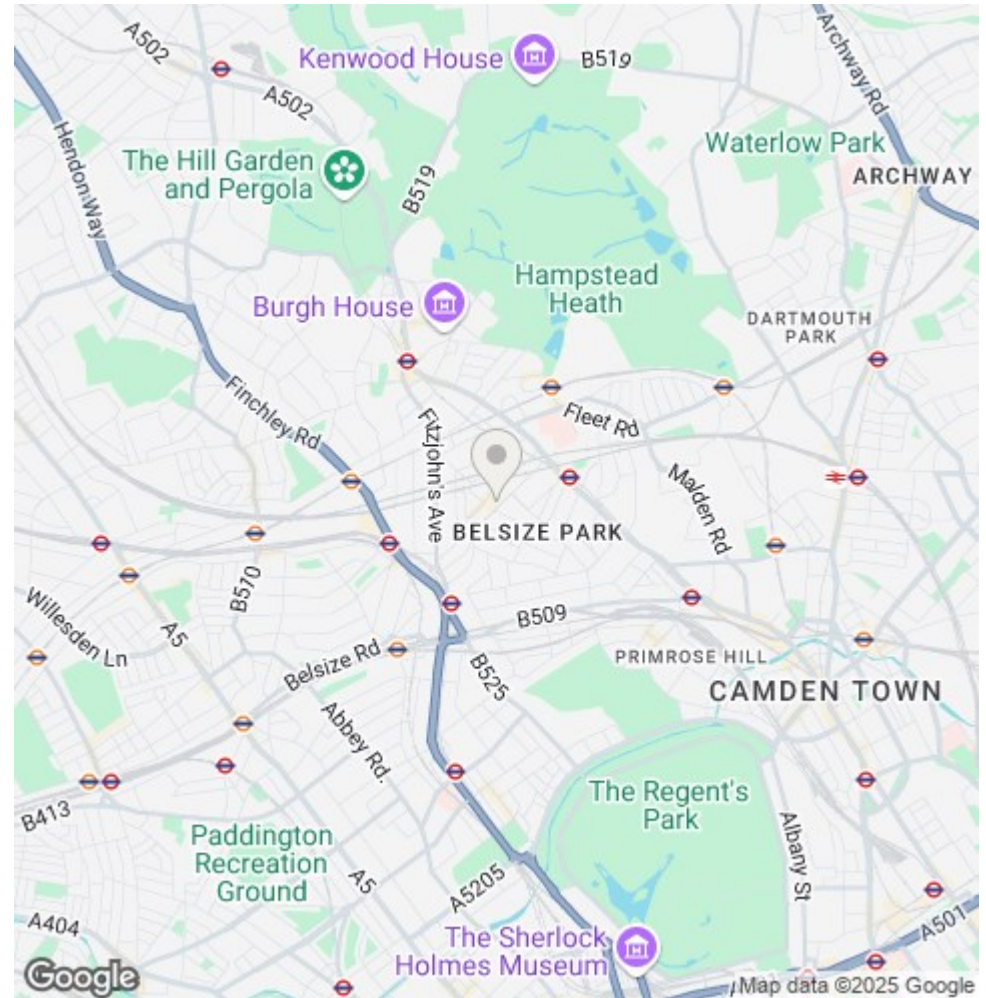 A502
Kenwood House
B519
Archway Rd
A502
Hendon Way
The Hill Garden
and Pergola
B519
Waterlow Park
ARCHWAY
Hampstead
Heath
Burgh House
DARTMOUTH
PARK
Finchley Rd
Fitzjohn's Ave
Fleet Rd
Malden Rd
BELSIZE PARK
B570
Willesden Ln
A5
B509
Belsize Rd
B525
PRIMROSE HILL
CAMDEN TOWN
Abbey Rd.
The Regent's
Park
B413
Paddington
Recreation
Ground
Albany St
A5
A5205
A404
A501
The Sherlock
Holmes Museum
Google
Map data ©2025 Google